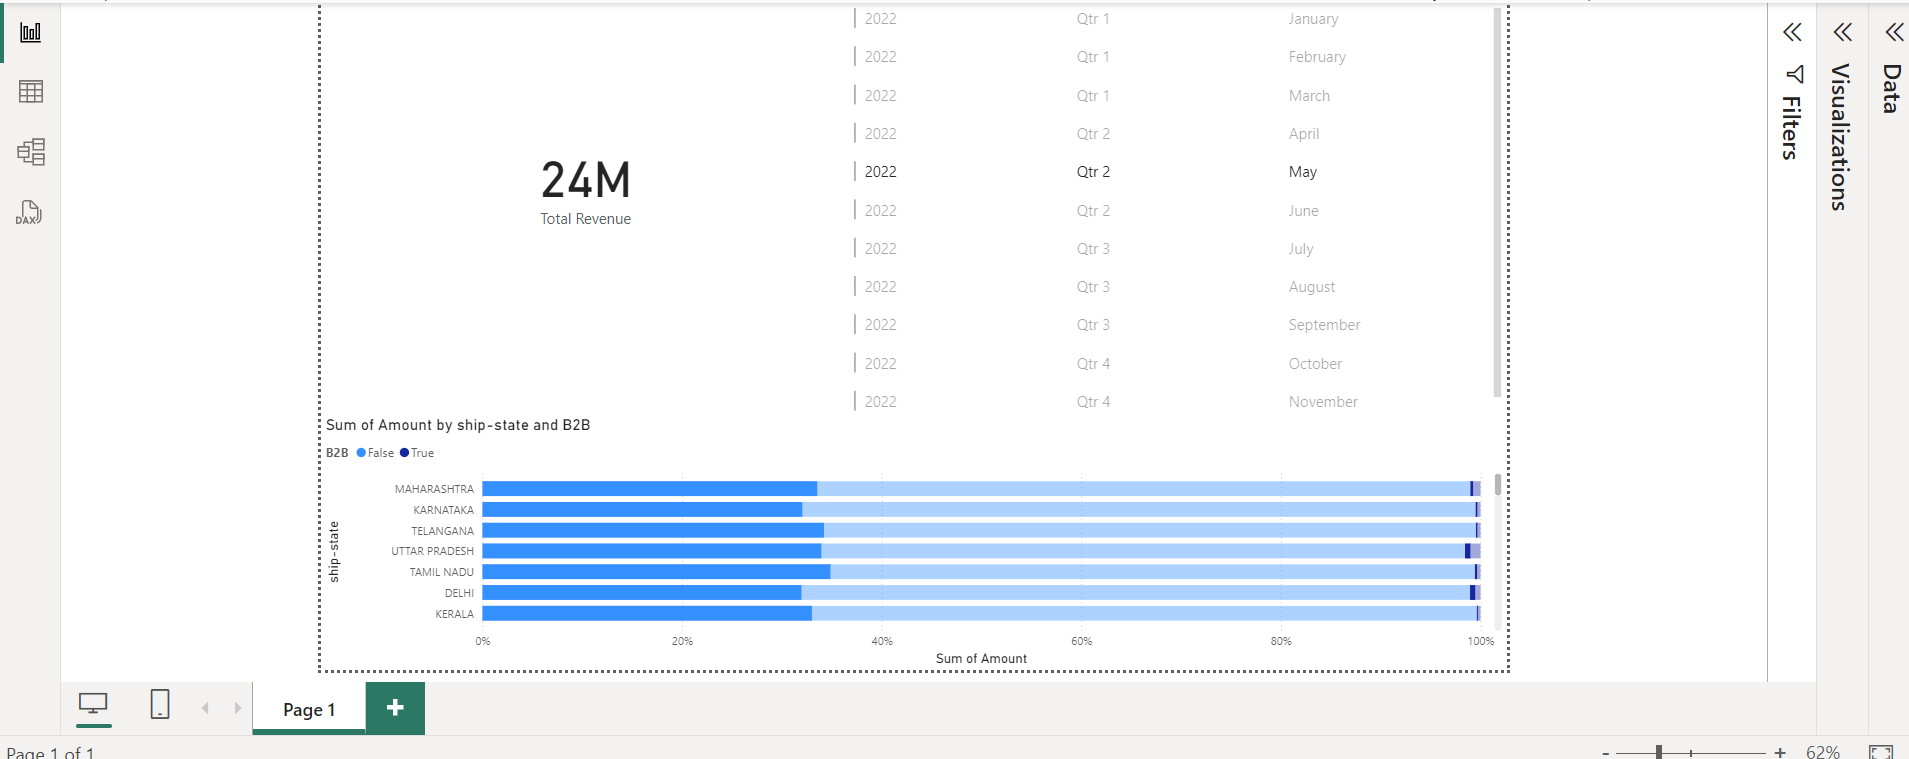 2022 Qtr 1 January
2022 Qtr 1 February
2022 Qtr 1 March
2022 Qtr 2 April
2022 Qtr 2 May
2022 Qtr 2 June
2022 Qtr 3 July
2022 Qtr 3 August
2022 Qtr 3 September
2022 Qtr 4 October
2022 Qtr 4 November
24M
Total Revenue
Sum of Amount by ship-state and B2B
B2B False True
ship-state
MAHARASHTRA
KARNATAKA
TELANGANA
UTTAR PRADESH
TAMIL NADU
DELHI
KERALA
0% 20% 40% 60% 80% 100%
Sum of Amount
Filters
Visualizations
Data
DAX
Page 1
+
Page 1 of 1
- + 62%